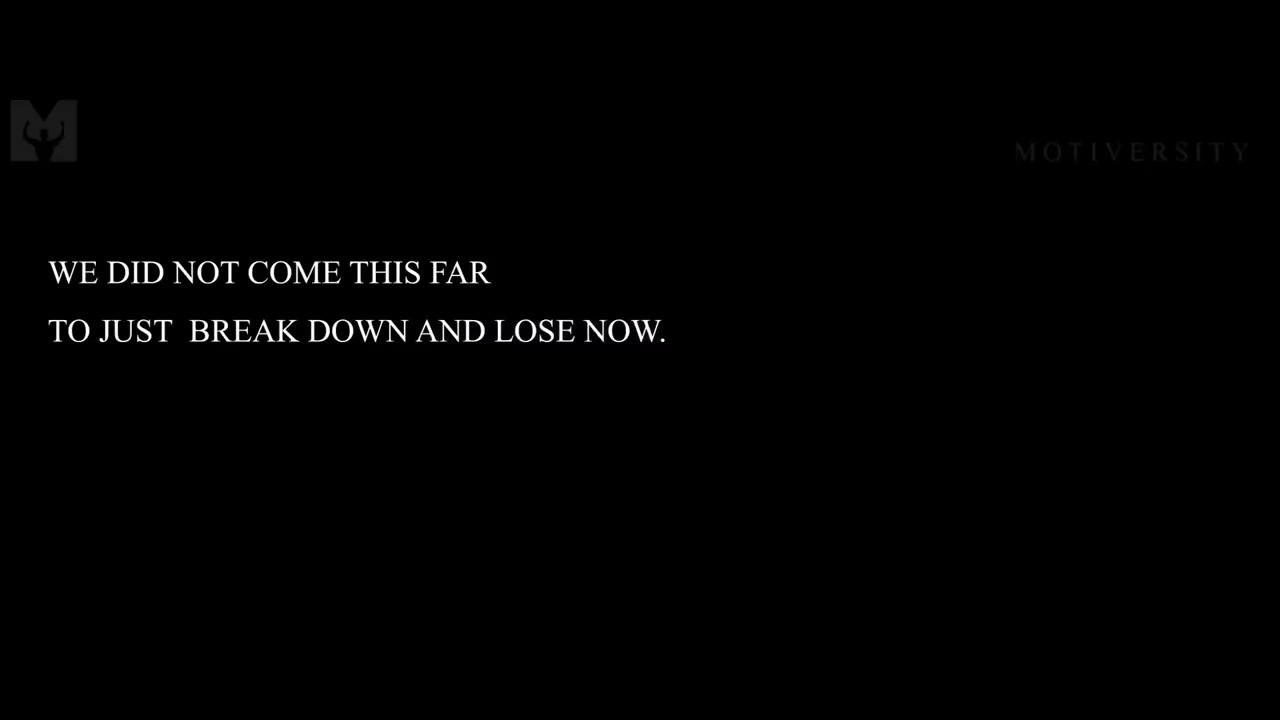 MOTIVERSITY
WE DID NOT COME THIS FAR
TO JUST  BREAK DOWN AND LOSE NOW.